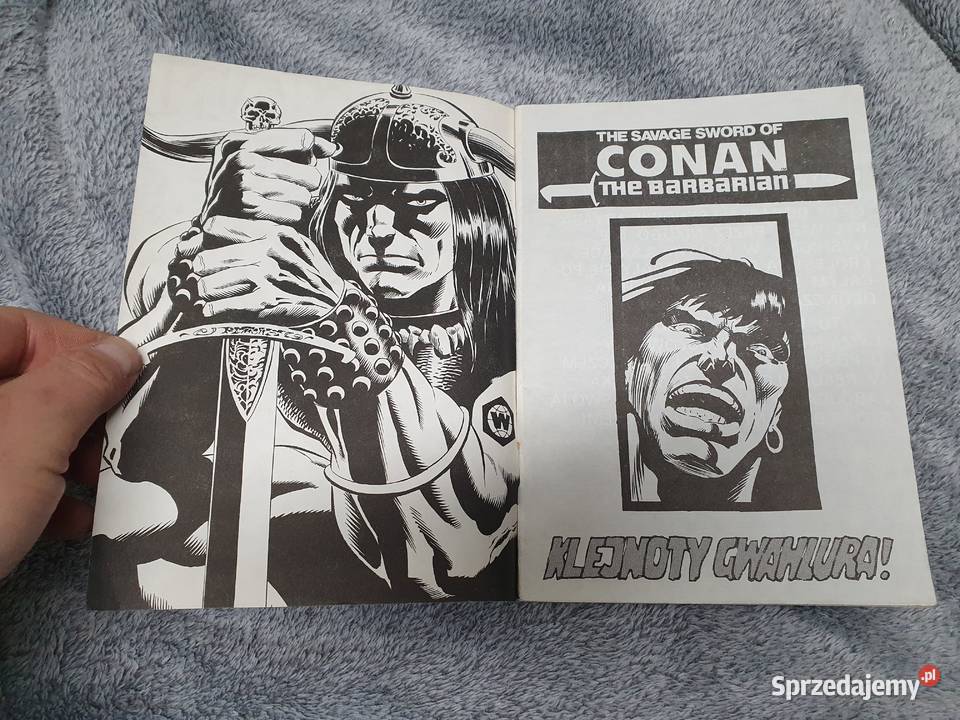 W
THE SAVAGE SWORD OF
CONAN
THE BARBARIAN
KLEJNOTY GWAHLURA!
Sprzedajemy.pl